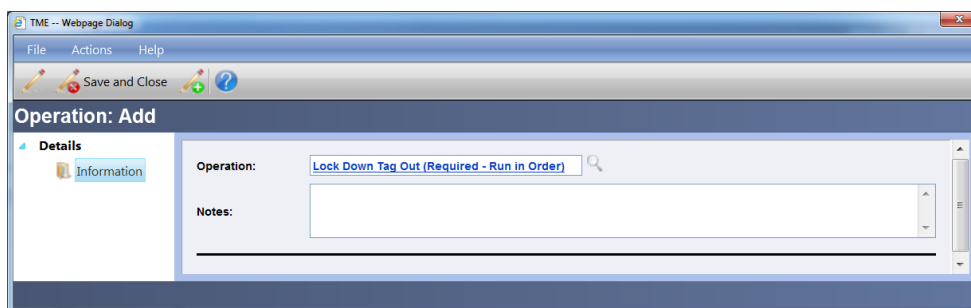 TME -- Webpage Dialog
File Actions Help
Save and Close
Operation: Add
Details
Information
Operation: Lock Down Tag Out (Required - Run in Order)
Notes: